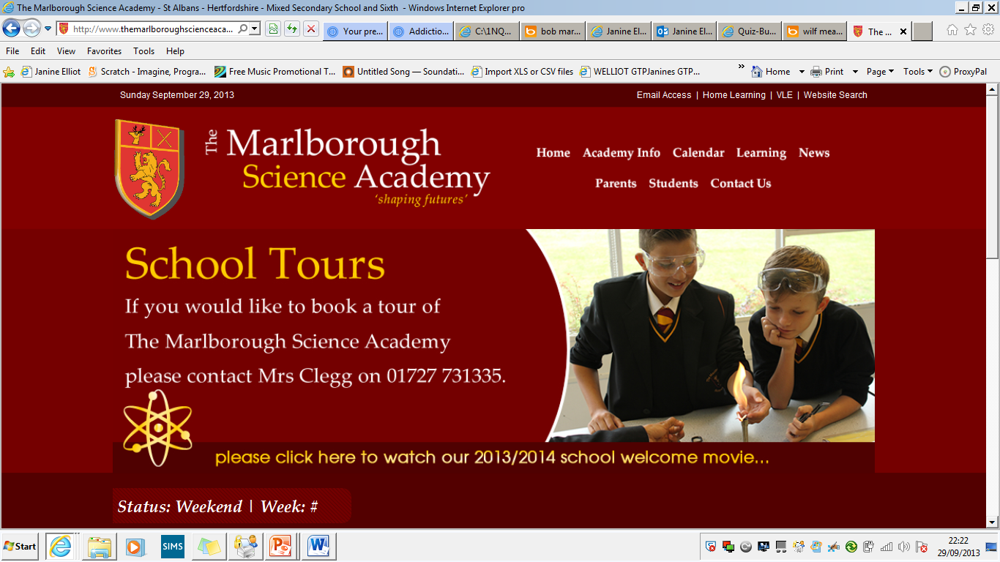 The Marlborough Science Academy - St Albans - Hertfordshire - Mixed Secondary School and Sixth - Windows Internet Explorer pro
http://www.themarlboroughscienceaca...
Your pre...
Addictio...
C:\1NQ...
bob mar...
Janine El...
Janine El...
Quiz-Bu...
wilf mea...
The ...
File Edit View Favorites Tools Help
Janine Elliot
Scratch - Imagine, Progra...
Free Music Promotional T...
Untitled Song — Soundati...
Import XLS or CSV files
WELLIOT GTPJanines GTP...
» Home Print Page Tools ProxyPal
Sunday September 29, 2013
Email Access | Home Learning | VLE | Website Search
The Marlborough
Science Academy
‘shaping futures’
Home Academy Info Calendar Learning News
Parents Students Contact Us
School Tours
If you would like to book a tour of
The Marlborough Science Academy
please contact Mrs Clegg on 01727 731335.
please click here to watch our 2013/2014 school welcome movie...
Status: Weekend | Week: #
Start
SIMS
22:22
29/09/2013